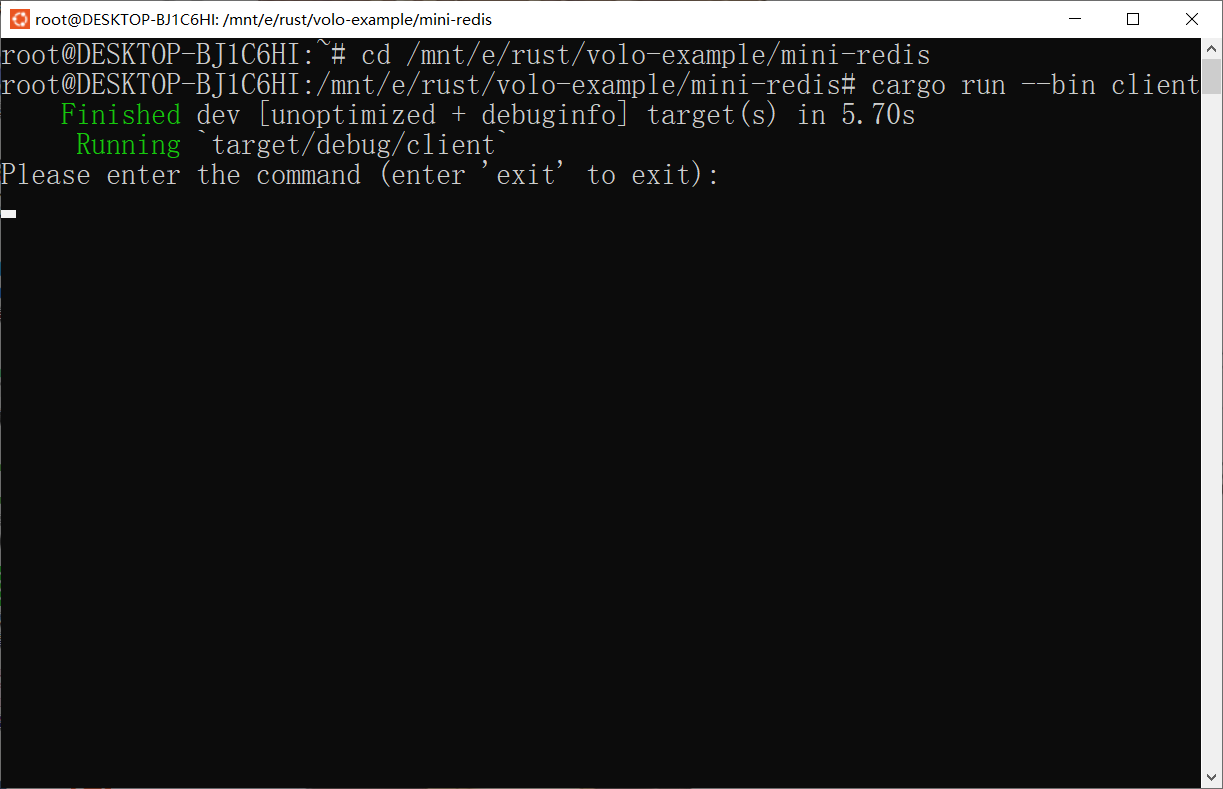 root@DESKTOP-BJ1C6HI: /mnt/e/rust/volo-example/mini-redis
root@DESKTOP-BJ1C6HI:~# cd /mnt/e/rust/volo-example/mini-redis
root@DESKTOP-BJ1C6HI:/mnt/e/rust/volo-example/mini-redis# cargo run --bin client
    Finished dev [unoptimized + debuginfo] target(s) in 5.70s
     Running `target/debug/client`
Please enter the command (enter 'exit' to exit):